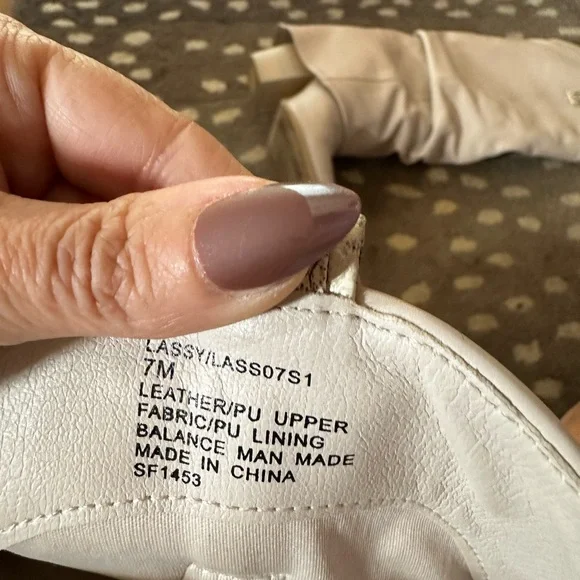 LASSY/LASS07S1
7M
LEATHER/PU UPPER
FABRIC/PU LINING
BALANCE MAN MADE
MADE IN CHINA
SF1453